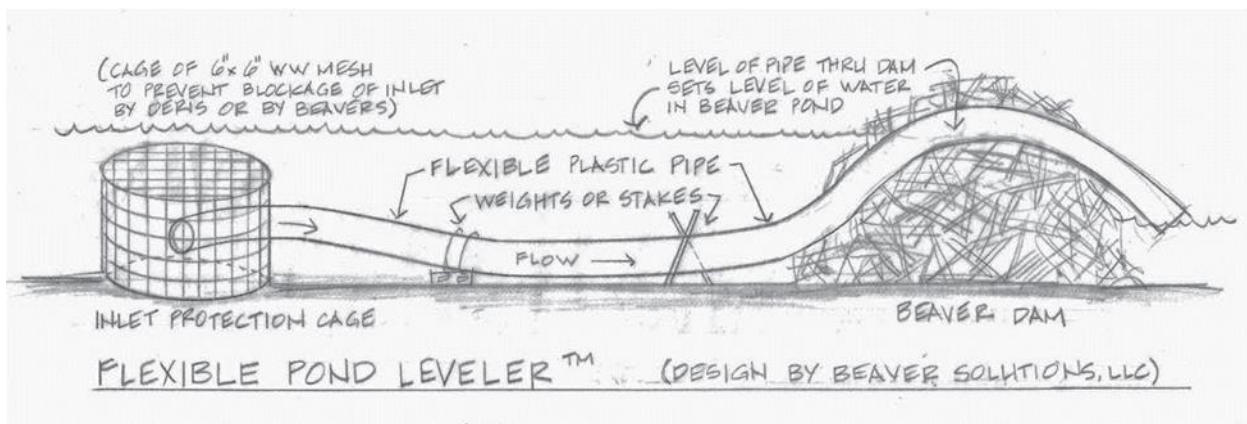 (CAGE OF 6"x 6" WW MESH
TO PREVENT BLOCKAGE OF INLET
BY DERIS OR BY BEAVERS)
LEVEL OF PIPE THRU DAM
SETS LEVEL OF WATER
IN BEAVER POND
FLEXIBLE PLASTIC PIPE
WEIGHTS OR STAKES
FLOW
INLET PROTECTION CAGE
BEAVER DAM
FLEXIBLE POND LEVELER™ (DESIGN BY BEAVER SOLUTIONS, LLC)